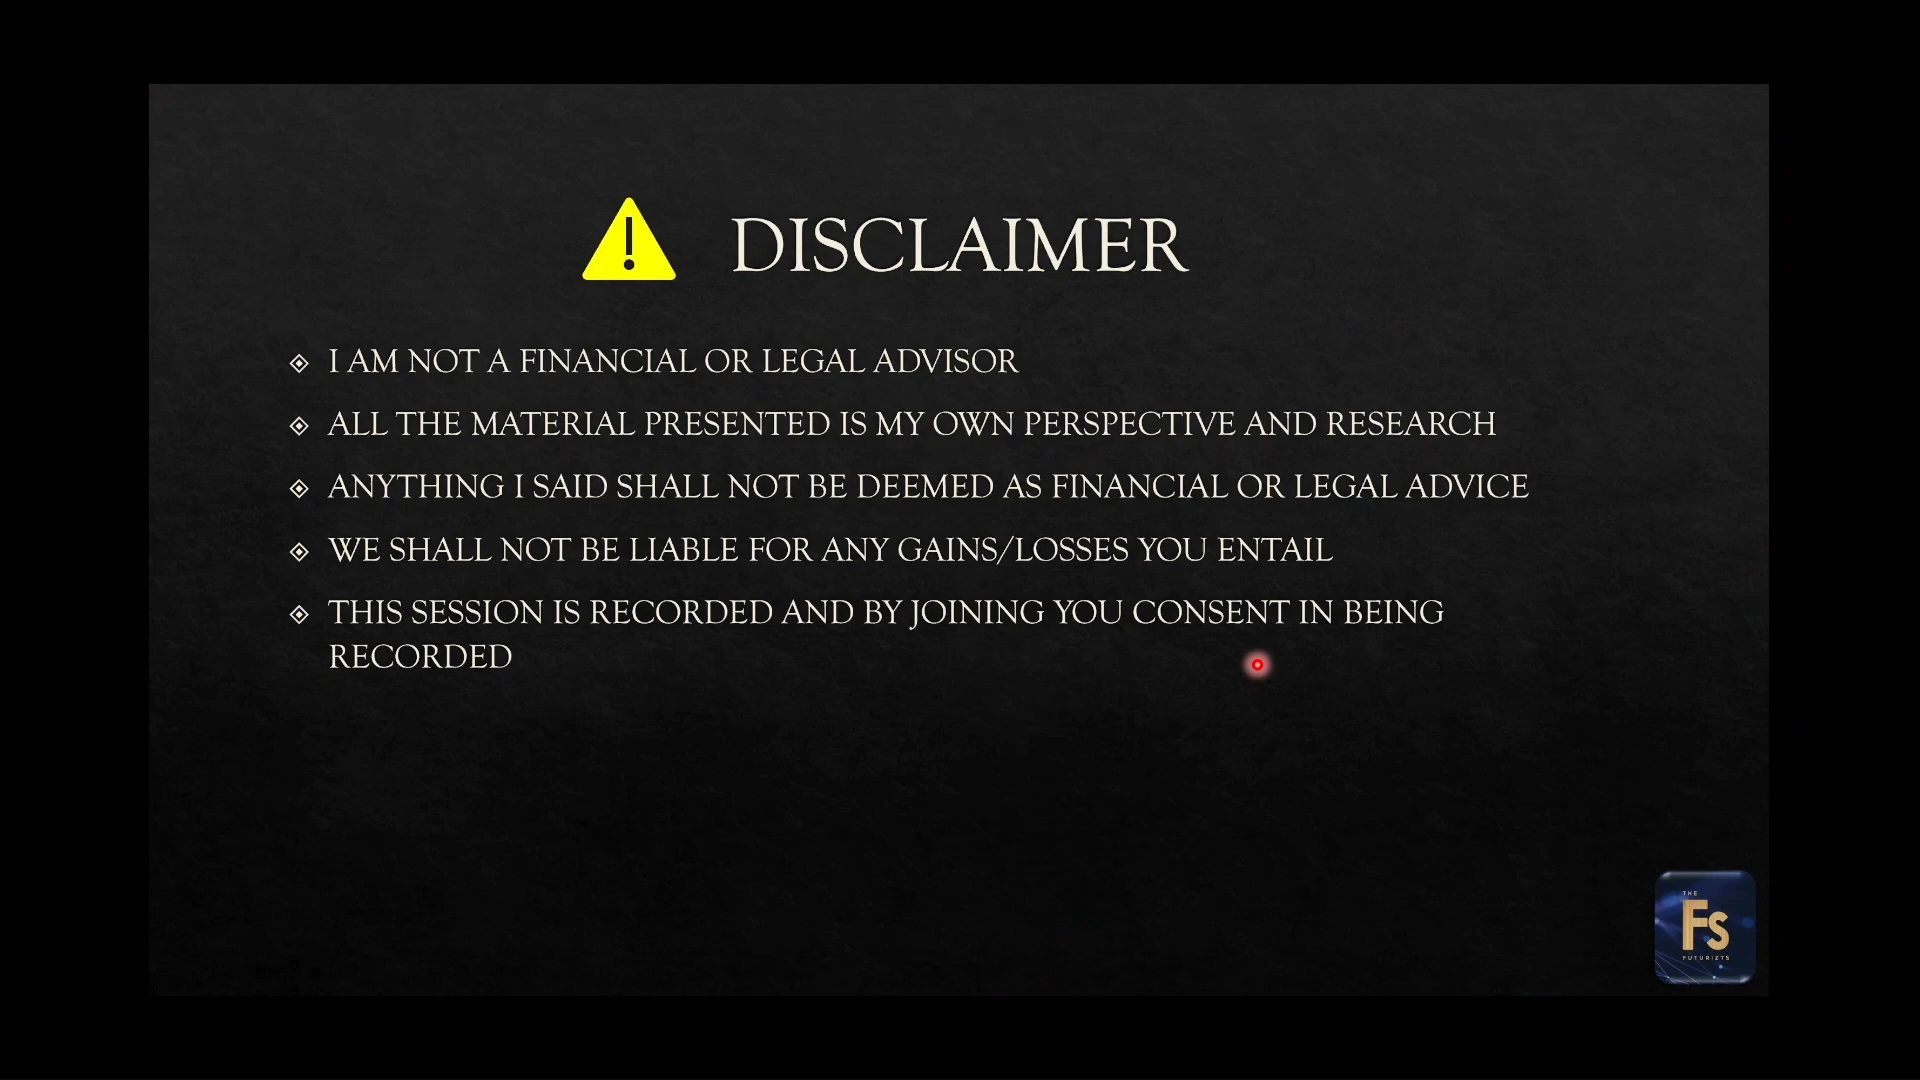 DISCLAIMER
I AM NOT A FINANCIAL OR LEGAL ADVISOR
ALL THE MATERIAL PRESENTED IS MY OWN PERSPECTIVE AND RESEARCH
ANYTHING I SAID SHALL NOT BE DEEMED AS FINANCIAL OR LEGAL ADVICE
WE SHALL NOT BE LIABLE FOR ANY GAINS/LOSSES YOU ENTAIL
THIS SESSION IS RECORDED AND BY JOINING YOU CONSENT IN BEING
RECORDED
THE
Fs
FUTURIZTS